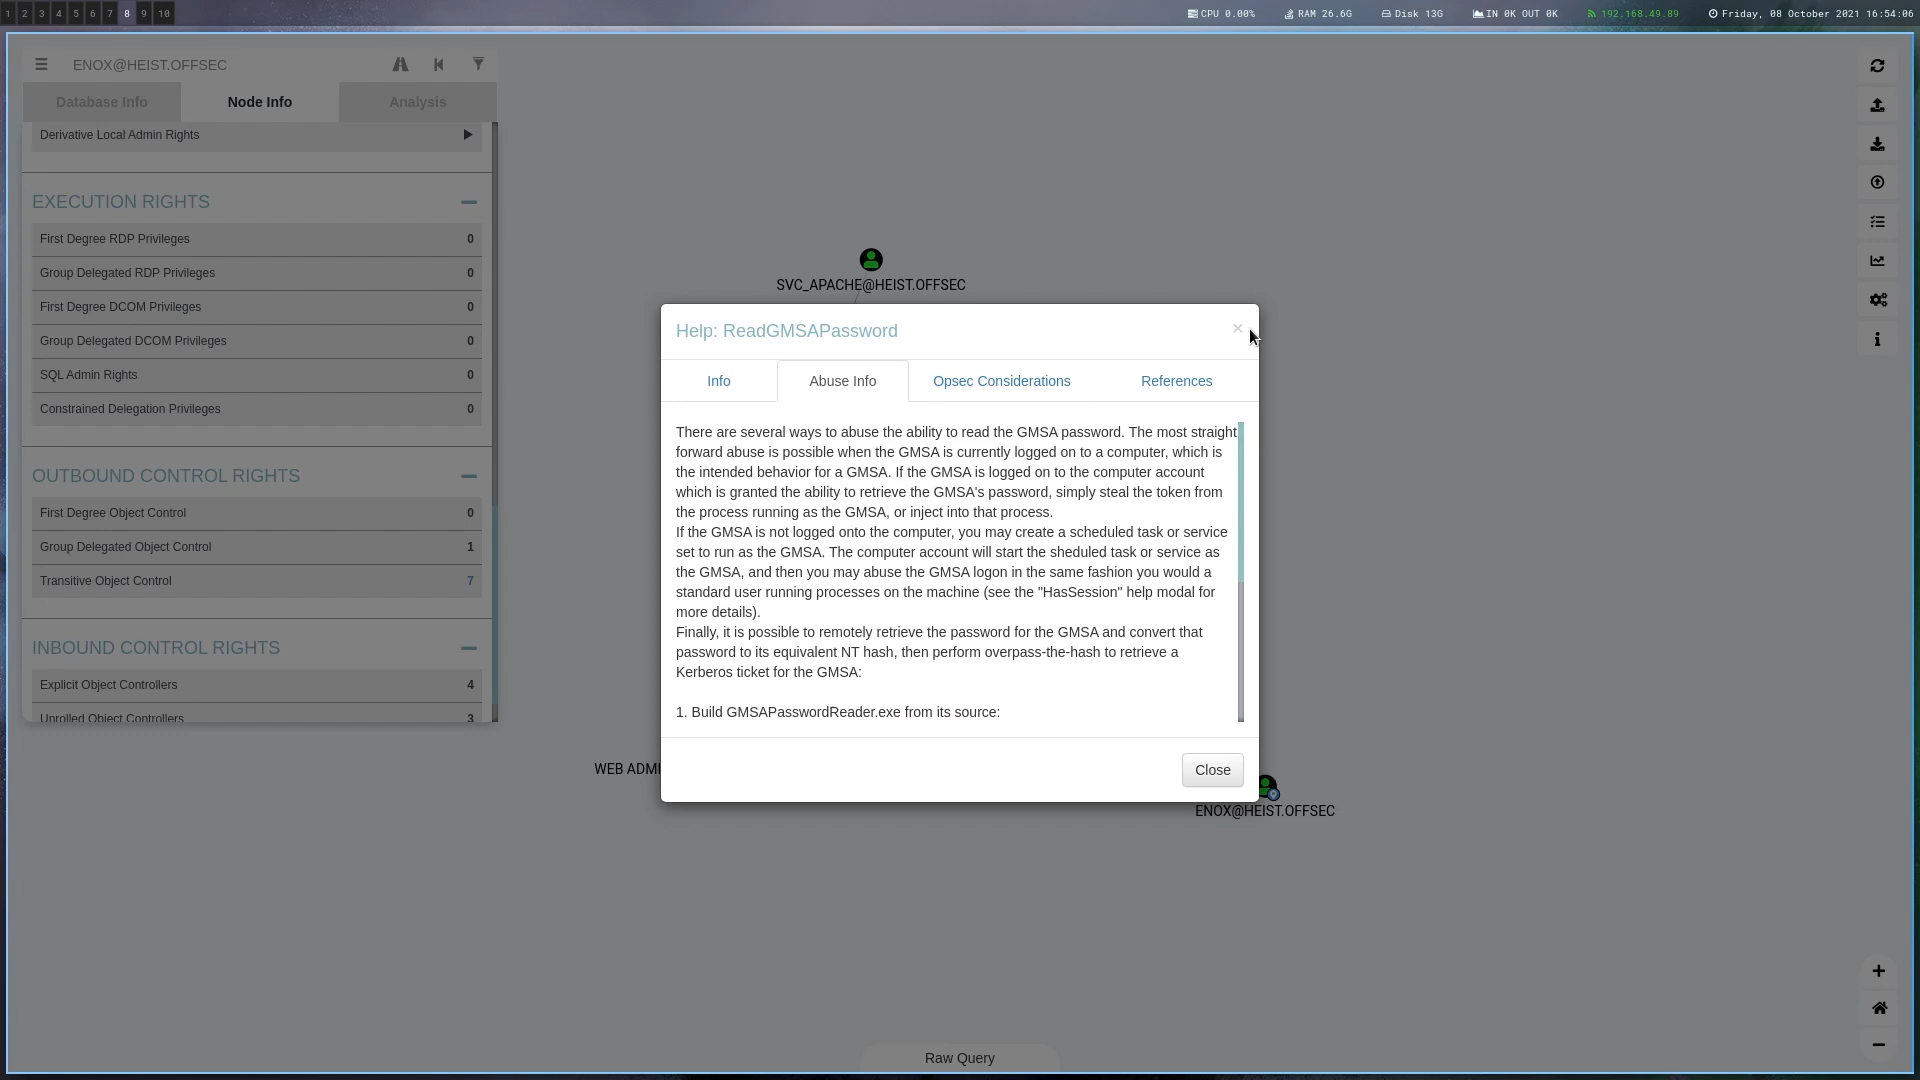 1 2 3 4 5 6 7 8 9 10
CPU 0.00% RAM 26.6G Disk 13G IN 0K OUT 0K 192.168.49.89 Friday, 08 October 2021 16:54:06
ENOX@HEIST.OFFSEC
Database Info Node Info Analysis
Derivative Local Admin Rights
EXECUTION RIGHTS
First Degree RDP Privileges 0
Group Delegated RDP Privileges 0
First Degree DCOM Privileges 0
Group Delegated DCOM Privileges 0
SQL Admin Rights 0
Constrained Delegation Privileges 0
OUTBOUND CONTROL RIGHTS
First Degree Object Control 0
Group Delegated Object Control 1
Transitive Object Control 7
INBOUND CONTROL RIGHTS
Explicit Object Controllers 4
Unrolled Object Controllers 3
SVC_APACHE@HEIST.OFFSEC
Help: ReadGMSAPassword ×
Info Abuse Info Opsec Considerations References
There are several ways to abuse the ability to read the GMSA password. The most straight
forward abuse is possible when the GMSA is currently logged on to a computer, which is
the intended behavior for a GMSA. If the GMSA is logged on to the computer account
which is granted the ability to retrieve the GMSA's password, simply steal the token from
the process running as the GMSA, or inject into that process.
If the GMSA is not logged onto the computer, you may create a scheduled task or service
set to run as the GMSA. The computer account will start the sheduled task or service as
the GMSA, and then you may abuse the GMSA logon in the same fashion you would a
standard user running processes on the machine (see the "HasSession" help modal for
more details).
Finally, it is possible to remotely retrieve the password for the GMSA and convert that
password to its equivalent NT hash, then perform overpass-the-hash to retrieve a
Kerberos ticket for the GMSA:
1. Build GMSAPasswordReader.exe from its source:
Close
WEB ADMI
ENOX@HEIST.OFFSEC
Raw Query